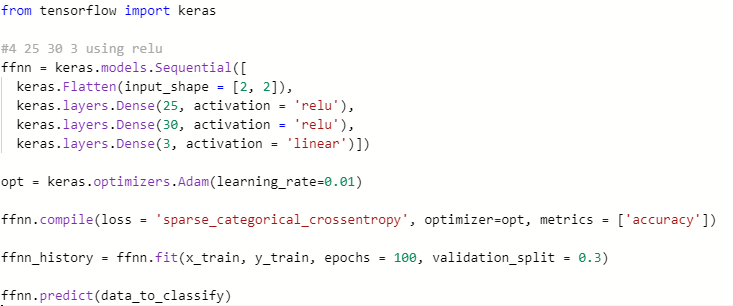 from tensorflow import keras
#4 25 30 3 using relu
ffnn = keras.models.Sequential([
keras.Flatten(input_shape = [2, 2]),
keras.layers.Dense(25, activation = 'relu'),
keras.layers.Dense(30, activation = 'relu'),
keras.layers.Dense(3, activation = 'linear')])
opt = keras.optimizers.Adam(learning_rate=0.01)
ffnn.compile(loss = 'sparse_categorical_crossentropy', optimizer=opt, metrics = ['accuracy'])
ffnn_history = ffnn.fit(x_train, y_train, epochs = 100, validation_split = 0.3)
ffnn.predict(data_to_classify)